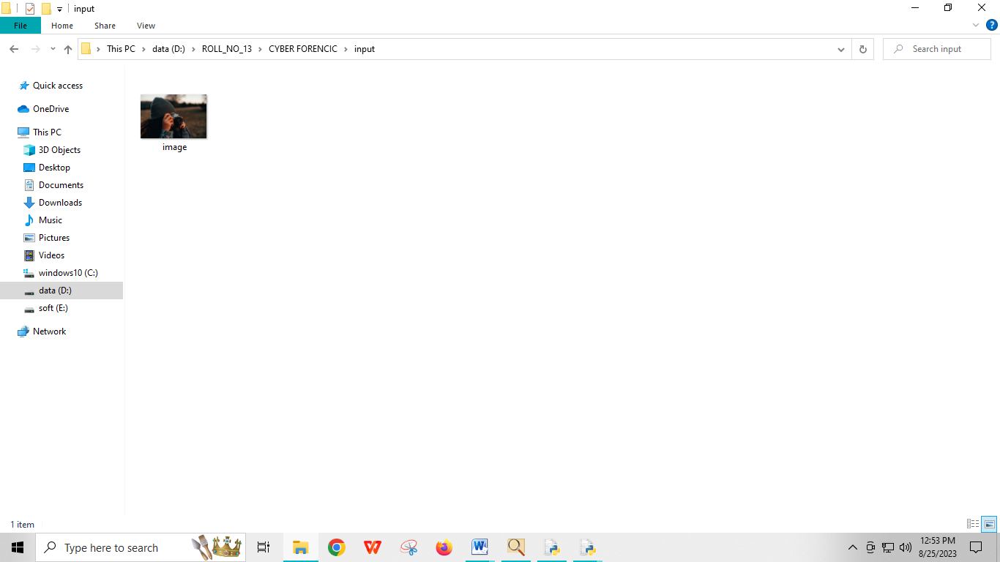 input
File Home Share View
This PC data (D:) ROLL_NO_13 CYBER FORENCIC input
Search input
Quick access
OneDrive
This PC
3D Objects
Desktop
Documents
Downloads
Music
Pictures
Videos
windows10 (C:)
data (D:)
soft (E:)
Network
image
1 item
Type here to search
12:53 PM
8/25/2023